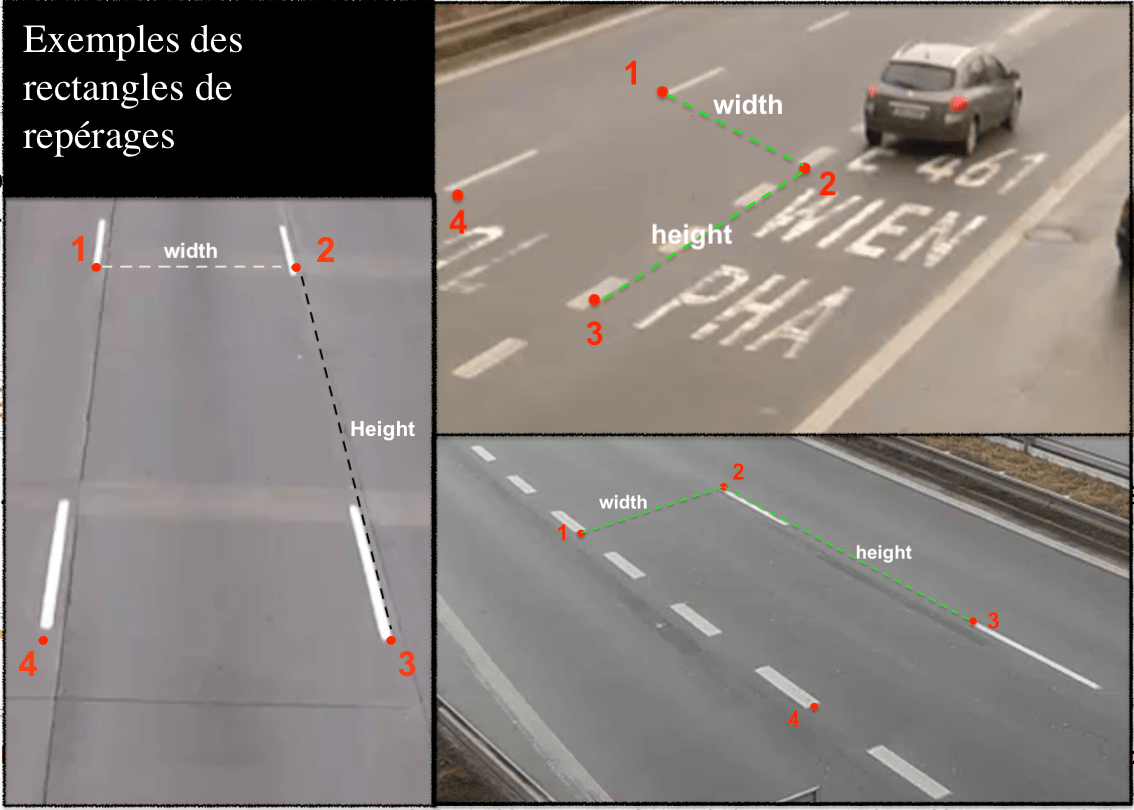 Exemples des
rectangles de
repérages
1
width
2
Height
4
3
1
width
2
4
height
3
E 461
WIEN
PHA
2
width
1
height
3
4